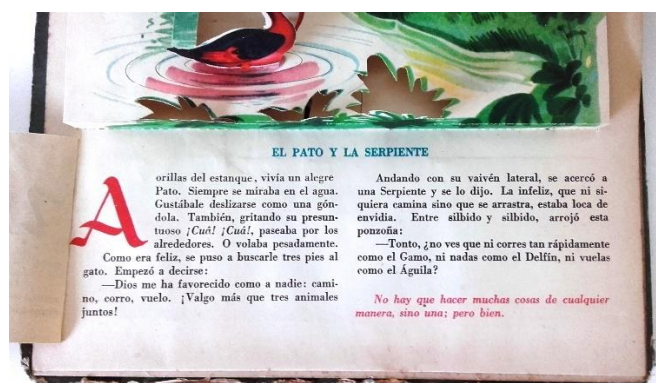 EL PATO Y LA SERPIENTE
A orillas del estanque, vivía un alegre
Pato. Siempre se miraba en el agua.
Gustábale deslizarse como una gón-
dola. También, gritando su presun-
tuoso ¡Cuá! ¡Cuá!, paseaba por los
alrededores. O volaba pesadamente.
Como era feliz, se puso a buscarle tres pies al
gato. Empezó a decirse:
—Dios me ha favorecido como a nadie: cami-
no, corro, vuelo. ¡Valgo más que tres animales
juntos!
Andando con su vaivén lateral, se acercó a
una Serpiente y se lo dijo. La infeliz, que ni si-
quiera camina sino que se arrastra, estaba loca de
envidia. Entre silbido y silbido, arrojó esta
ponzoña:
—Tonto, ¿no ves que ni corres tan rápidamente
como el Gamo, ni nadas como el Delfín, ni vuelas
como el Águila?
No hay que hacer muchas cosas de cualquier
manera, sino una; pero bien.